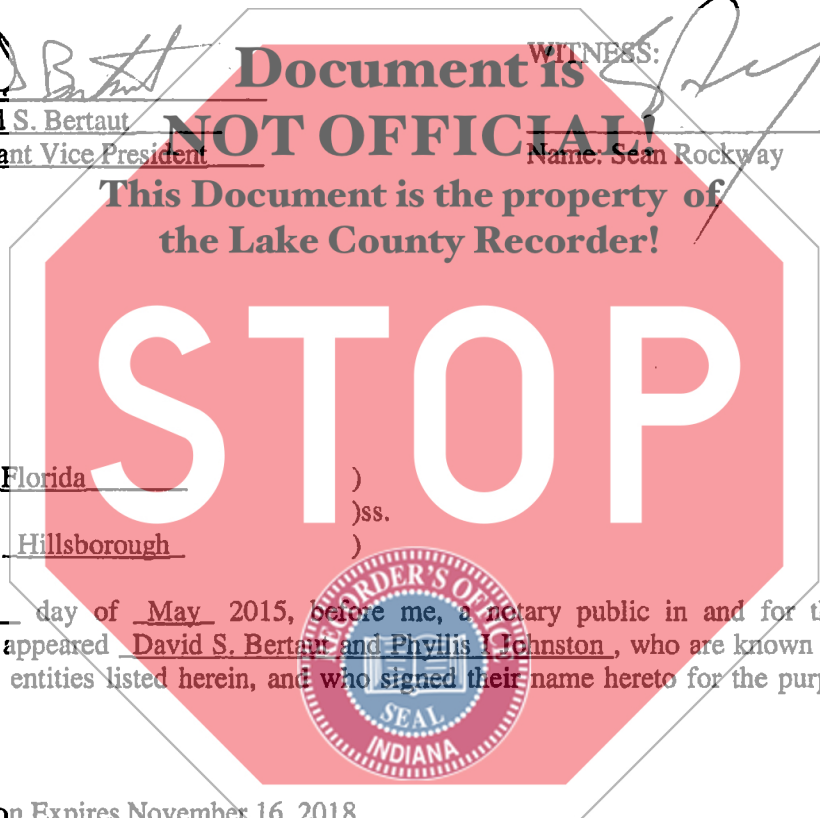 WITNESS:
Document is
S. Bertaut
NOT OFFICIAL!
ant Vice President
Name: Sean Rockway
This Document is the property of
the Lake County Recorder!
STOP
Florida )
)ss.
Hillsborough )
day of May 2015, before me, a notary public in and for th
appeared David S. Bertaut and Phyllis I Johnston, who are known
entities listed herein, and who signed their name hereto for the purp
RECORDER'S OFFICE
SEAL
INDIANA
on Expires November 16, 2018